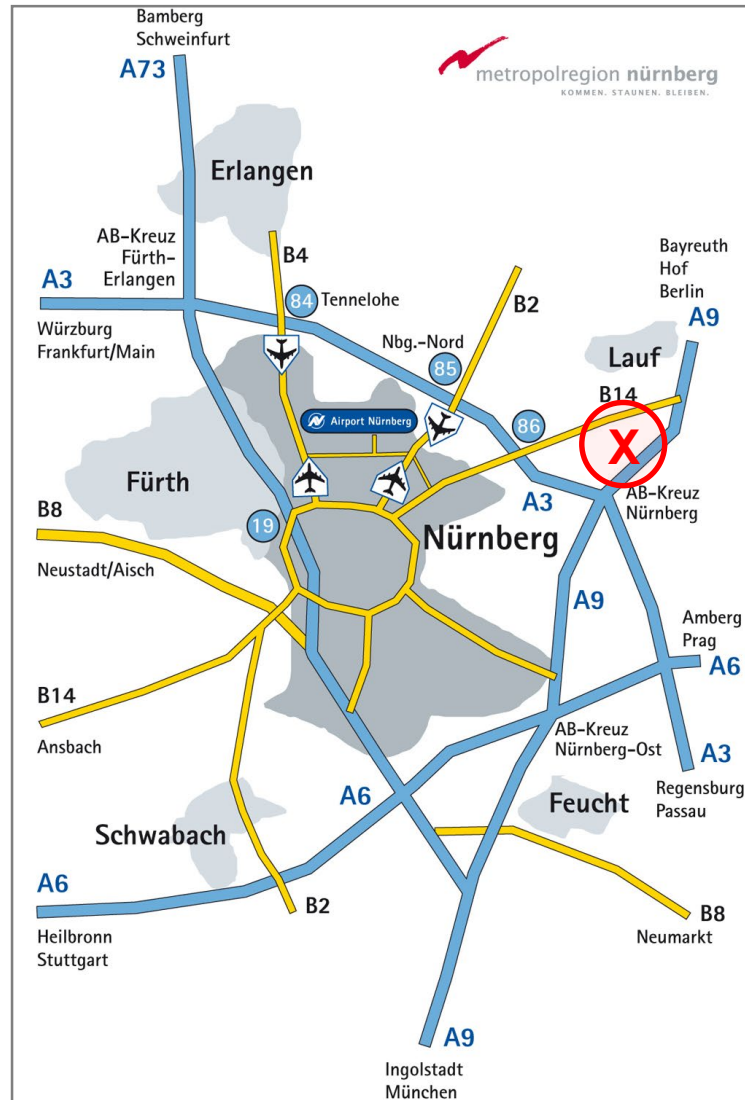 Bamberg
Schweinfurt
A73
metropolregion nürnberg
KOMMEN. STAUNEN. BLEIBEN.
Erlangen
AB-Kreuz
Fürth-
Erlangen
B4
A3
Würzburg
Frankfurt/Main
84 Tennelohe
B2
Bayreuth
Hof
Berlin
A9
Nbg.-Nord
85
Lauf
B14
Airport Nürnberg
86
X
Fürth
A3
AB-Kreuz
Nürnberg
B8
19
Nürnberg
Neustadt/Aisch
A9
Amberg
Prag
A6
B14
Ansbach
AB-Kreuz
Nürnberg-Ost
A3
Regensburg
Passau
A6
Feucht
Schwabach
A6
Heilbronn
Stuttgart
B2
B8
Neumarkt
A9
Ingolstadt
München